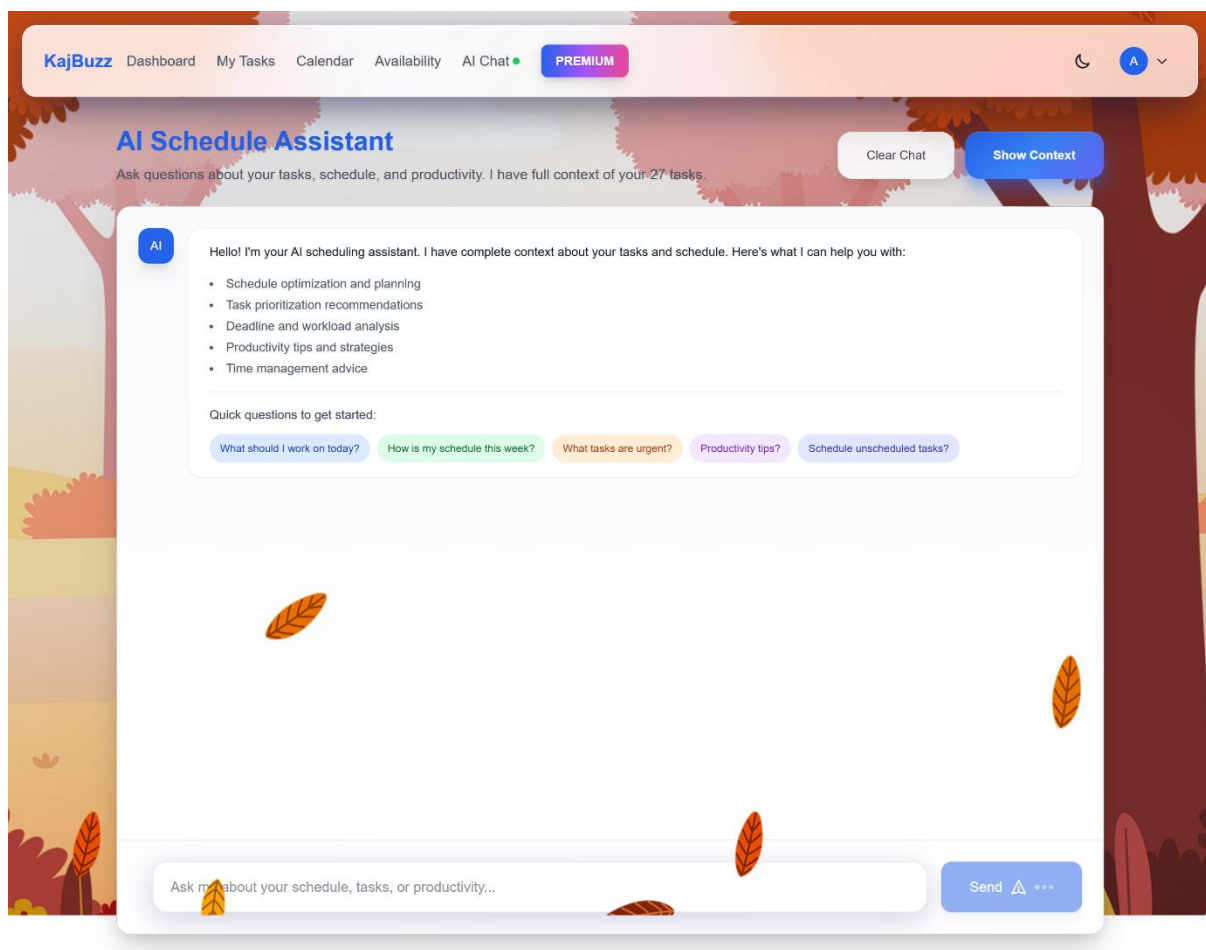 KajBuzz Dashboard My Tasks Calendar Availability AI Chat PREMIUM A
AI Schedule Assistant
Ask questions about your tasks, schedule, and productivity. I have full context of your 27 tasks.
Clear Chat Show Context
AI
Hello! I'm your AI scheduling assistant. I have complete context about your tasks and schedule. Here's what I can help you with:
• Schedule optimization and planning
• Task prioritization recommendations
• Deadline and workload analysis
• Productivity tips and strategies
• Time management advice
Quick questions to get started:
What should I work on today? How is my schedule this week? What tasks are urgent? Productivity tips? Schedule unscheduled tasks?
Ask me about your schedule, tasks, or productivity... Send